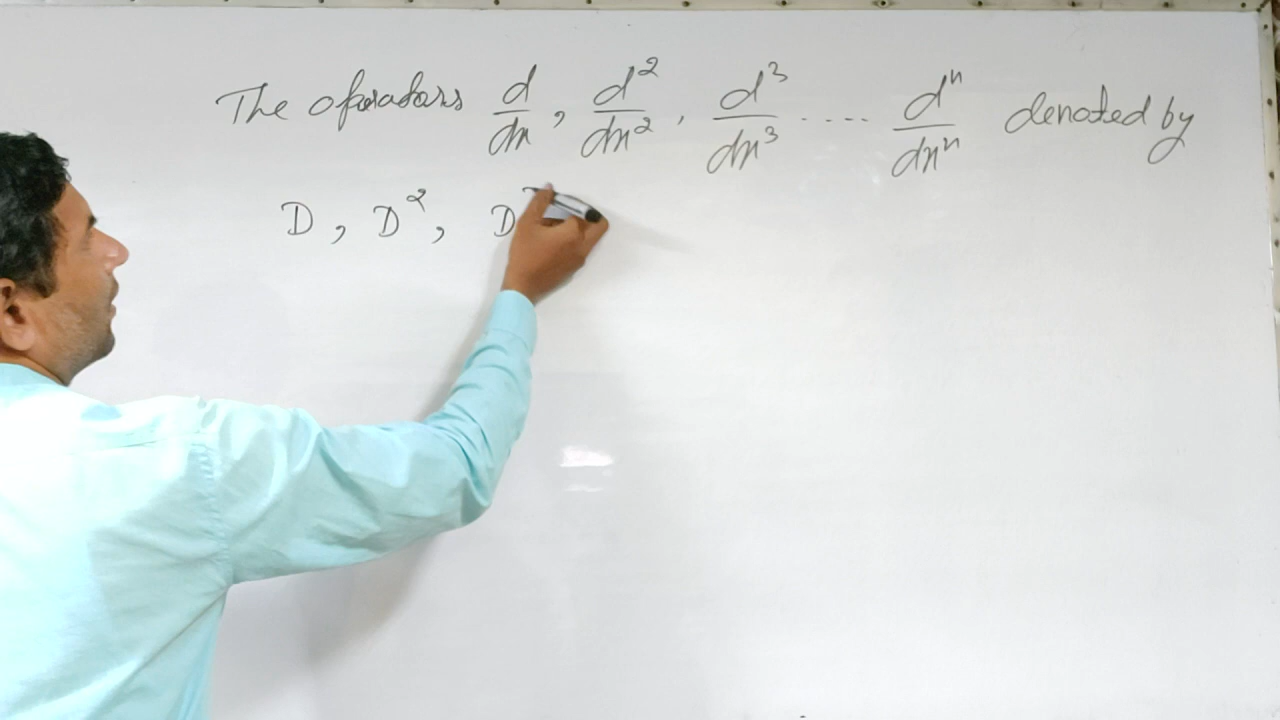 The operators d/dx, d²/dx², d³/dx³ ..... dⁿ/dxⁿ denoted by
D, D², D